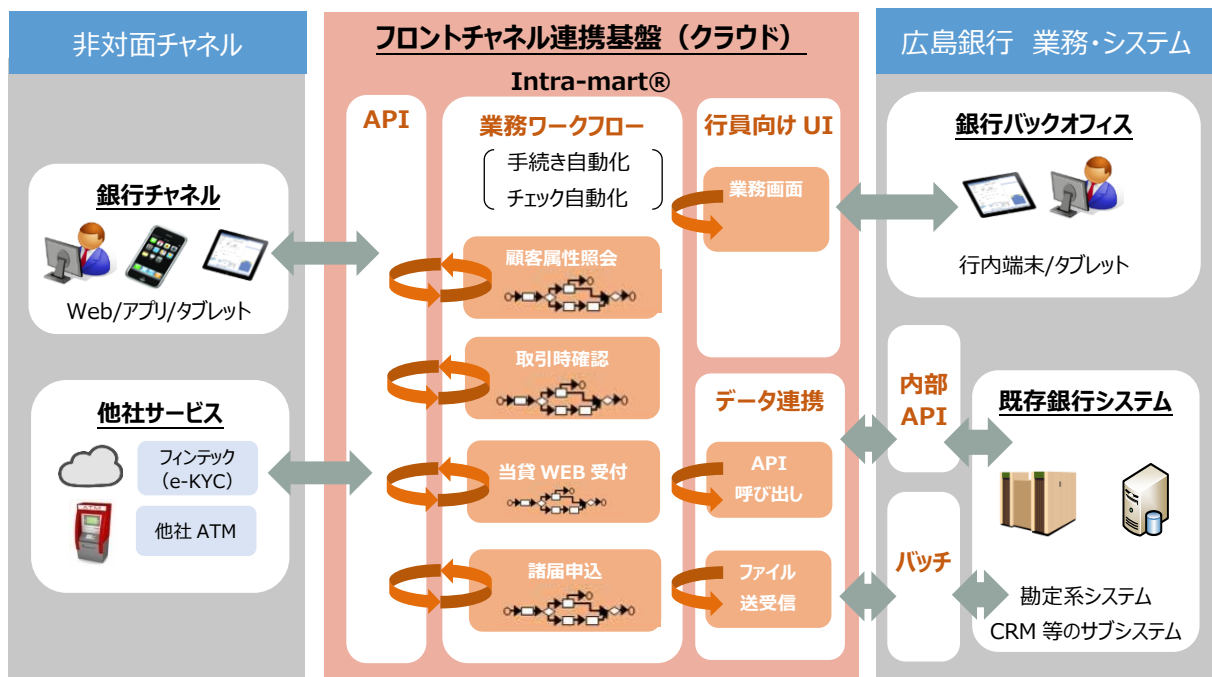 非対面チャネル
銀行チャネル
Web/アプリ/タブレット
他社サービス
フィンテック
（e-KYC）
他社 ATM
フロントチャネル連携基盤（クラウド）
Intra-mart®
API
業務ワークフロー
手続き自動化
チェック自動化
顧客属性照会
取引時確認
当貸 WEB 受付
諸届申込
行員向け UI
業務画面
データ連携
API
呼び出し
ファイル
送受信
広島銀行　業務・システム
銀行バックオフィス
行内端末/タブレット
内部
API
バッチ
既存銀行システム
勘定系システム
CRM 等のサブシステム